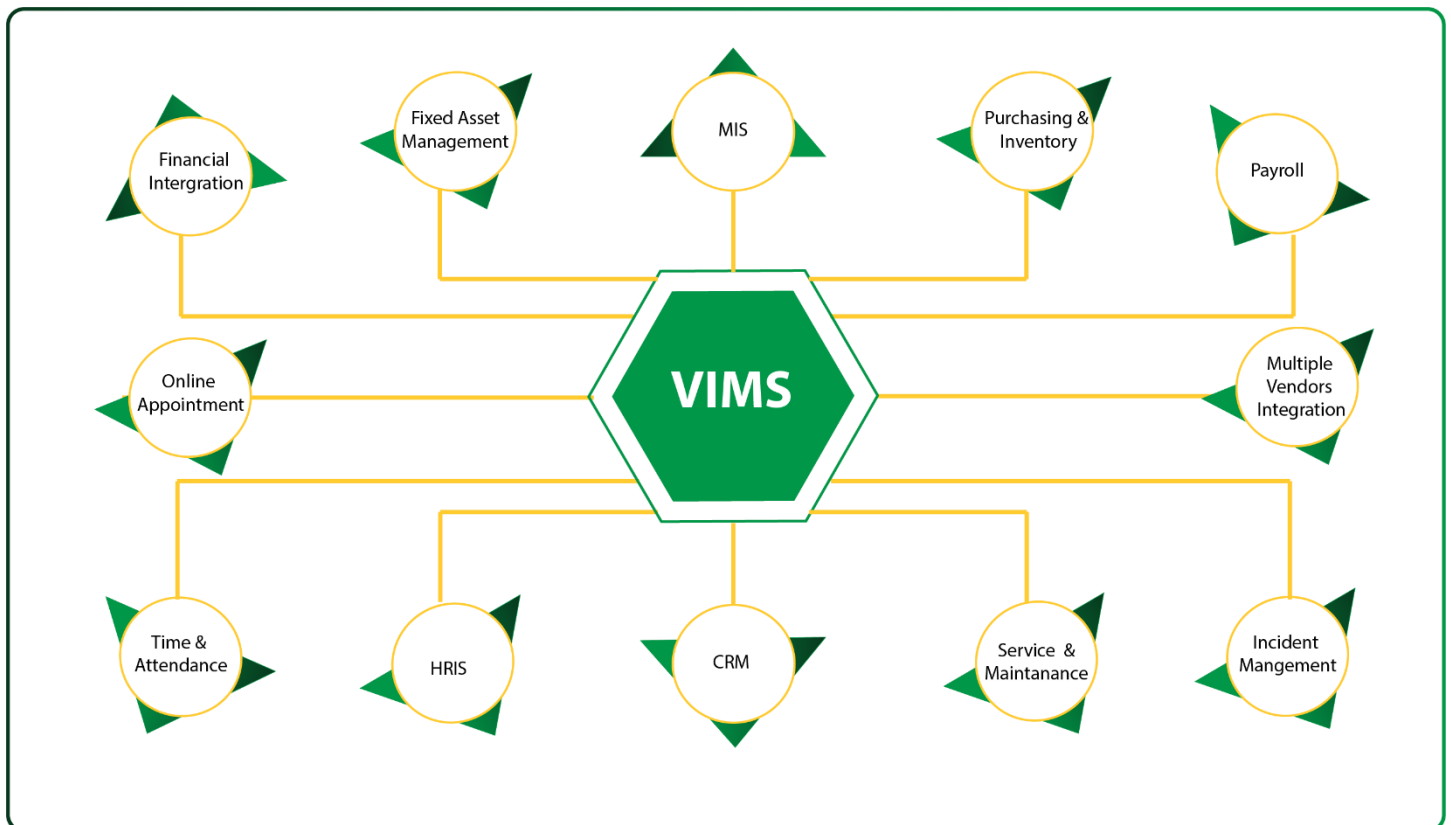 Financial
Intergration
Fixed Asset
Management
MIS
Purchasing &
Inventory
Payroll
Online
Appointment
VIMS
Multiple
Vendors
Integration
Time &
Attendance
HRIS
CRM
Service &
Maintanance
Incident
Mangement